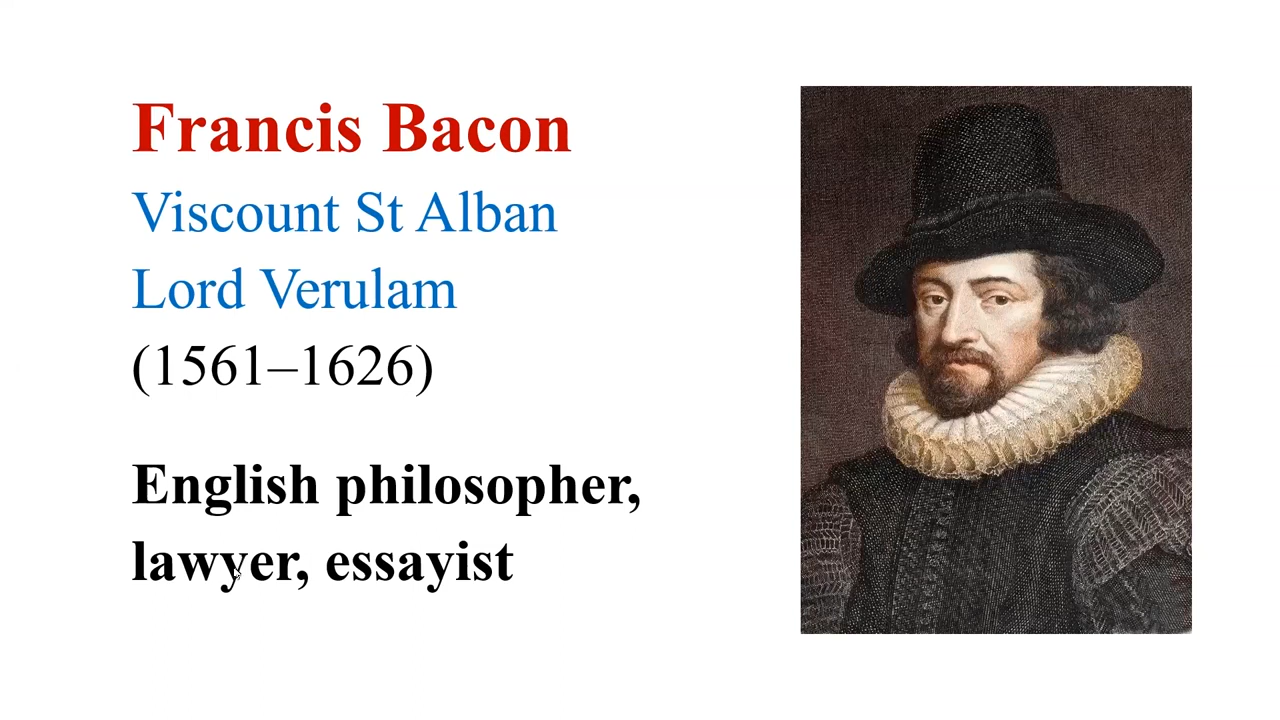 Francis Bacon
Viscount St Alban
Lord Verulam
(1561–1626)
English philosopher,
lawyer, essayist